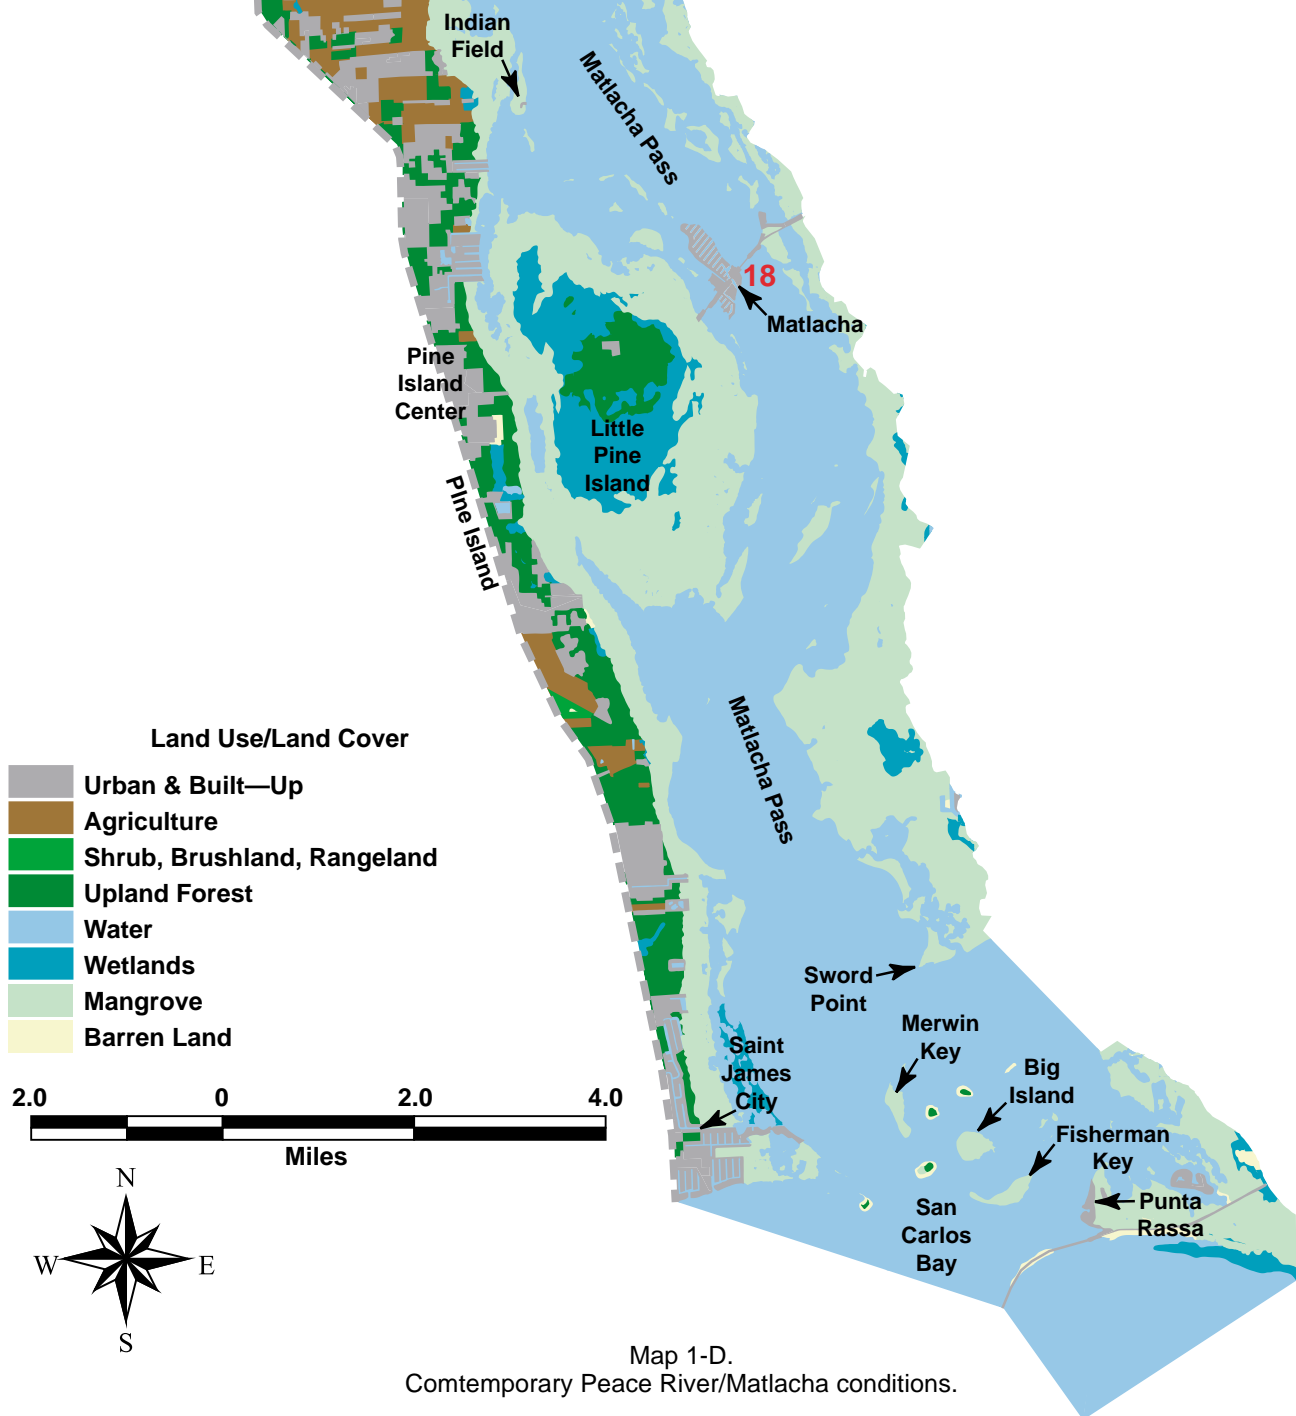 Indian
Field
Matlacha Pass
18
Matlacha
Pine
Island
Center
Little
Pine
Island
PIne Island
Matlacha Pass
Land Use/Land Cover
Urban & Built—Up
Agriculture
Shrub, Brushland, Rangeland
Upland Forest
Water
Wetlands
Mangrove
Barren Land
Sword
Point
Merwin
Key
Saint
James
City
Big
Island
Fisherman
Key
Punta
Rassa
San
Carlos
Bay
2.0 0 2.0 4.0
Miles
N
W E
S
Map 1-D.
Comtemporary Peace River/Matlacha conditions.